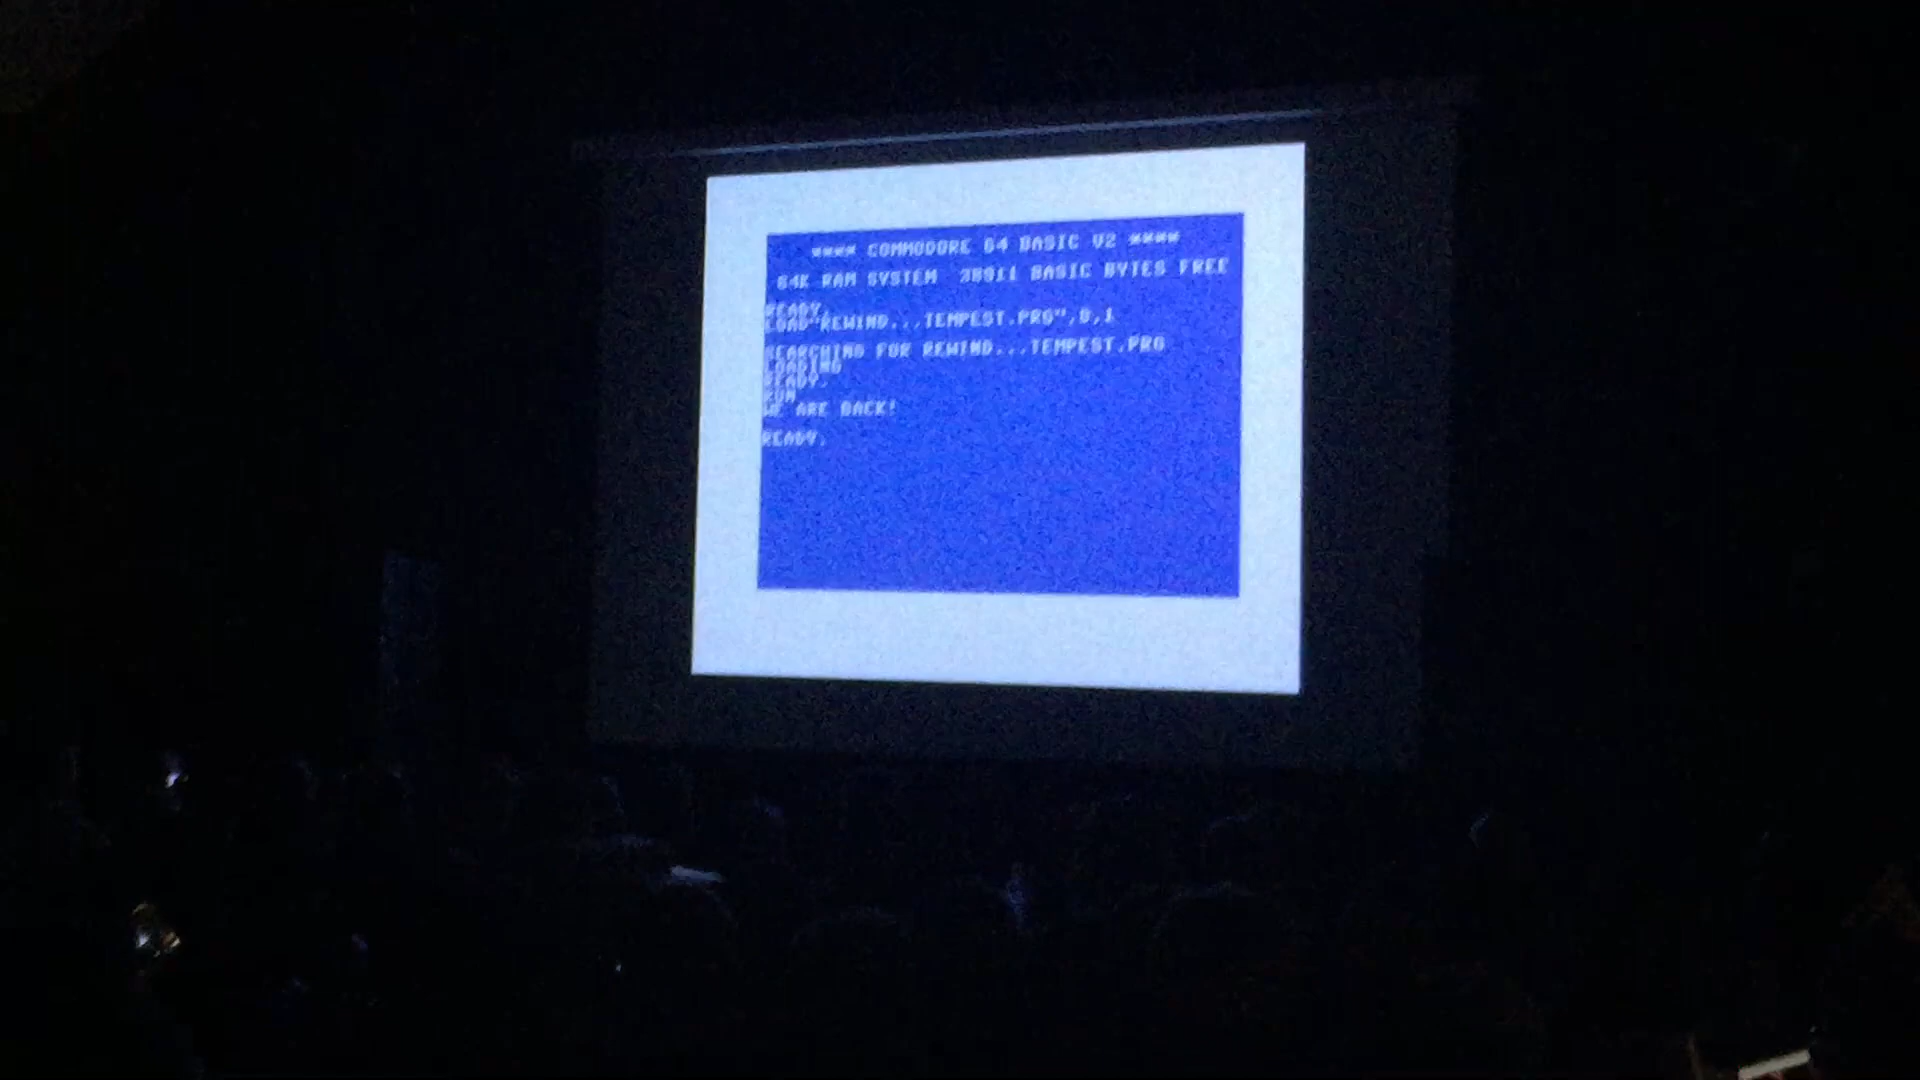 **** COMMODORE 64 BASIC V2 ****
64K RAM SYSTEM 38911 BASIC BYTES FREE
READY.
LOAD"REWIND...TEMPEST.PRG",8,1
SEARCHING FOR REWIND...TEMPEST.PRG
LOADING
READY.
RUN
WE ARE BACK!
READY.